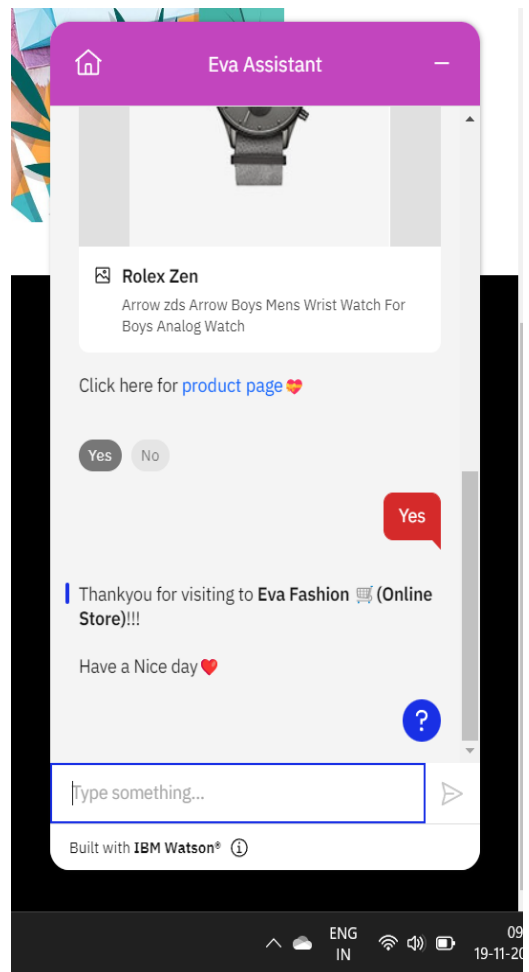 Eva Assistant
Rolex Zen
Arrow zds Arrow Boys Mens Wrist Watch For
Boys Analog Watch
Click here for product page💝
Yes No
Yes
Thankyou for visiting to Eva Fashion 🛒(Online
Store)!!!
Have a Nice day❤️
?
Type something...
Built with IBM Watson®
ENG
IN
09
19-11-20